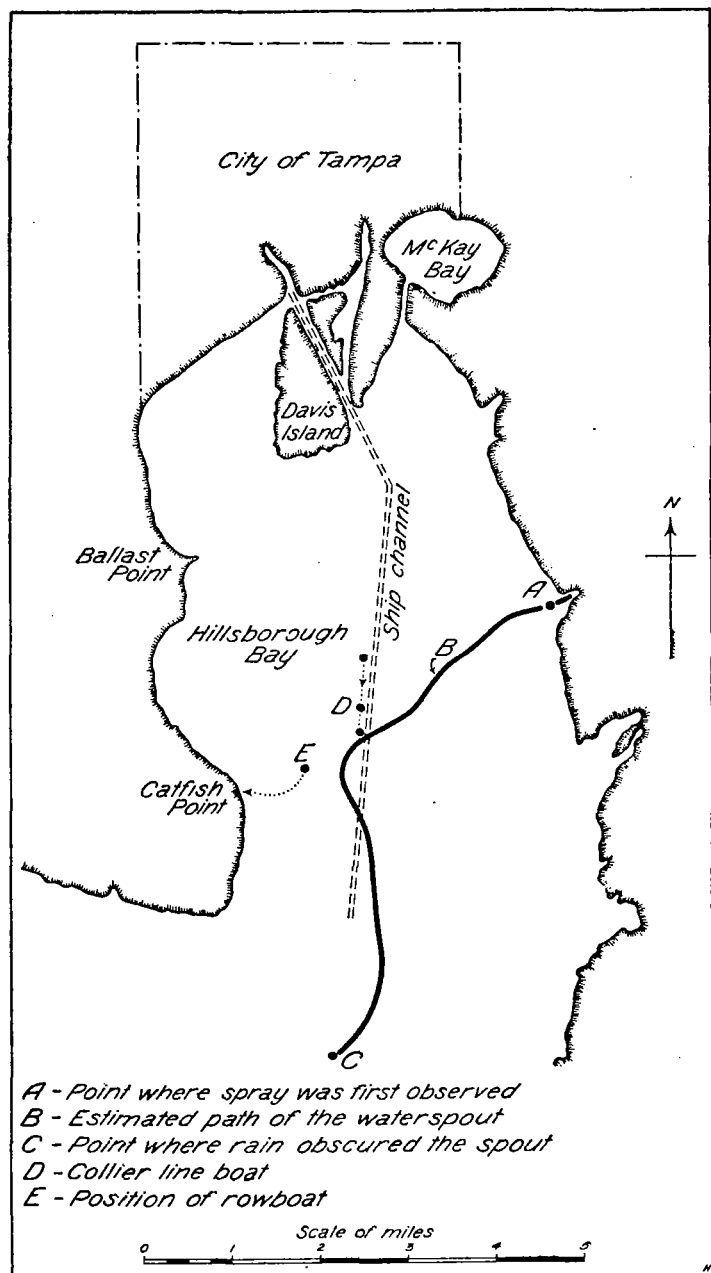 City of Tampa
McKay
Bay
Davis
Island
Ship channel
Ballast
Point
N
A
Hillsborough
Bay
B
D
E
Catfish
Point
C
A - Point where spray was first observed
B - Estimated path of the waterspout
C - Point where rain obscured the spout
D - Collier line boat
E - Position of rowboat
Scale of miles
0 1 2 3 4 5
H